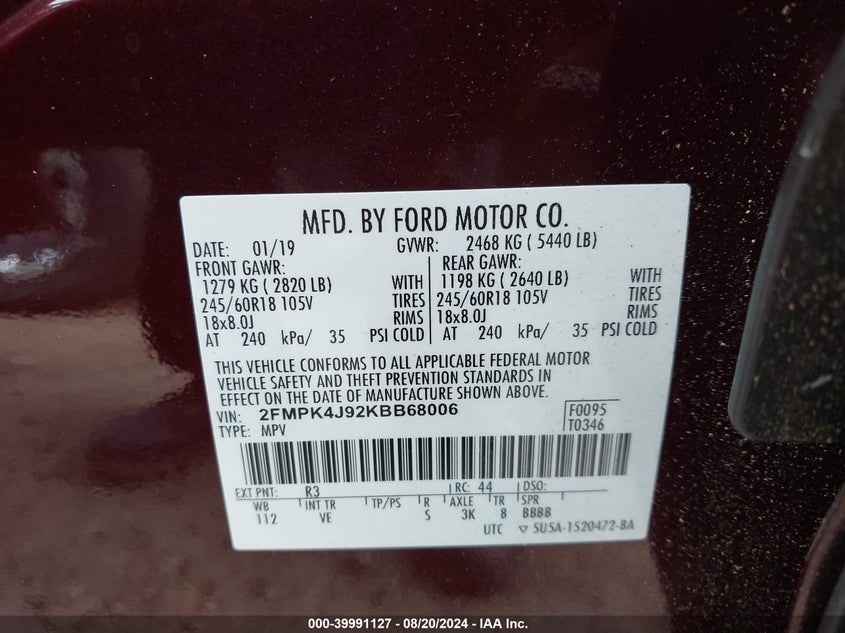 MFD. BY FORD MOTOR CO.
DATE: 01/19 GVWR: 2468 KG ( 5440 LB)
FRONT GAWR: REAR GAWR:
1279 KG ( 2820 LB) WITH 1198 KG ( 2640 LB) WITH
245/60R18 105V TIRES 245/60R18 105V TIRES
18x8.0J RIMS 18x8.0J RIMS
AT 240 kPa/ 35 PSI COLD AT 240 kPa/ 35 PSI COLD
THIS VEHICLE CONFORMS TO ALL APPLICABLE FEDERAL MOTOR
VEHICLE SAFETY AND THEFT PREVENTION STANDARDS IN
EFFECT ON THE DATE OF MANUFACTURE SHOWN ABOVE.
VIN: 2FMPK4J92KBB68006 F0095
TYPE: MPV T0346
EXT PNT: R3 RC: 44 DSO:
WB INT TR TP/PS R AXLE TR SPR
112 VE S 3K 8 BBBB
UTC ▽ 5U5A-1520472-BA
000-39991127 - 08/20/2024 - IAA Inc.